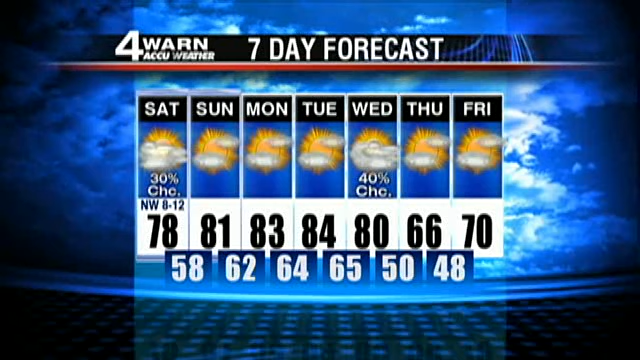 4WARN 7 DAY FORECAST
ACCU WEATHER
SAT SUN MON TUE WED THU FRI
30% 40%
Chc. Chc.
NW 8-12
78 81 83 84 80 66 70
58 62 64 65 50 48